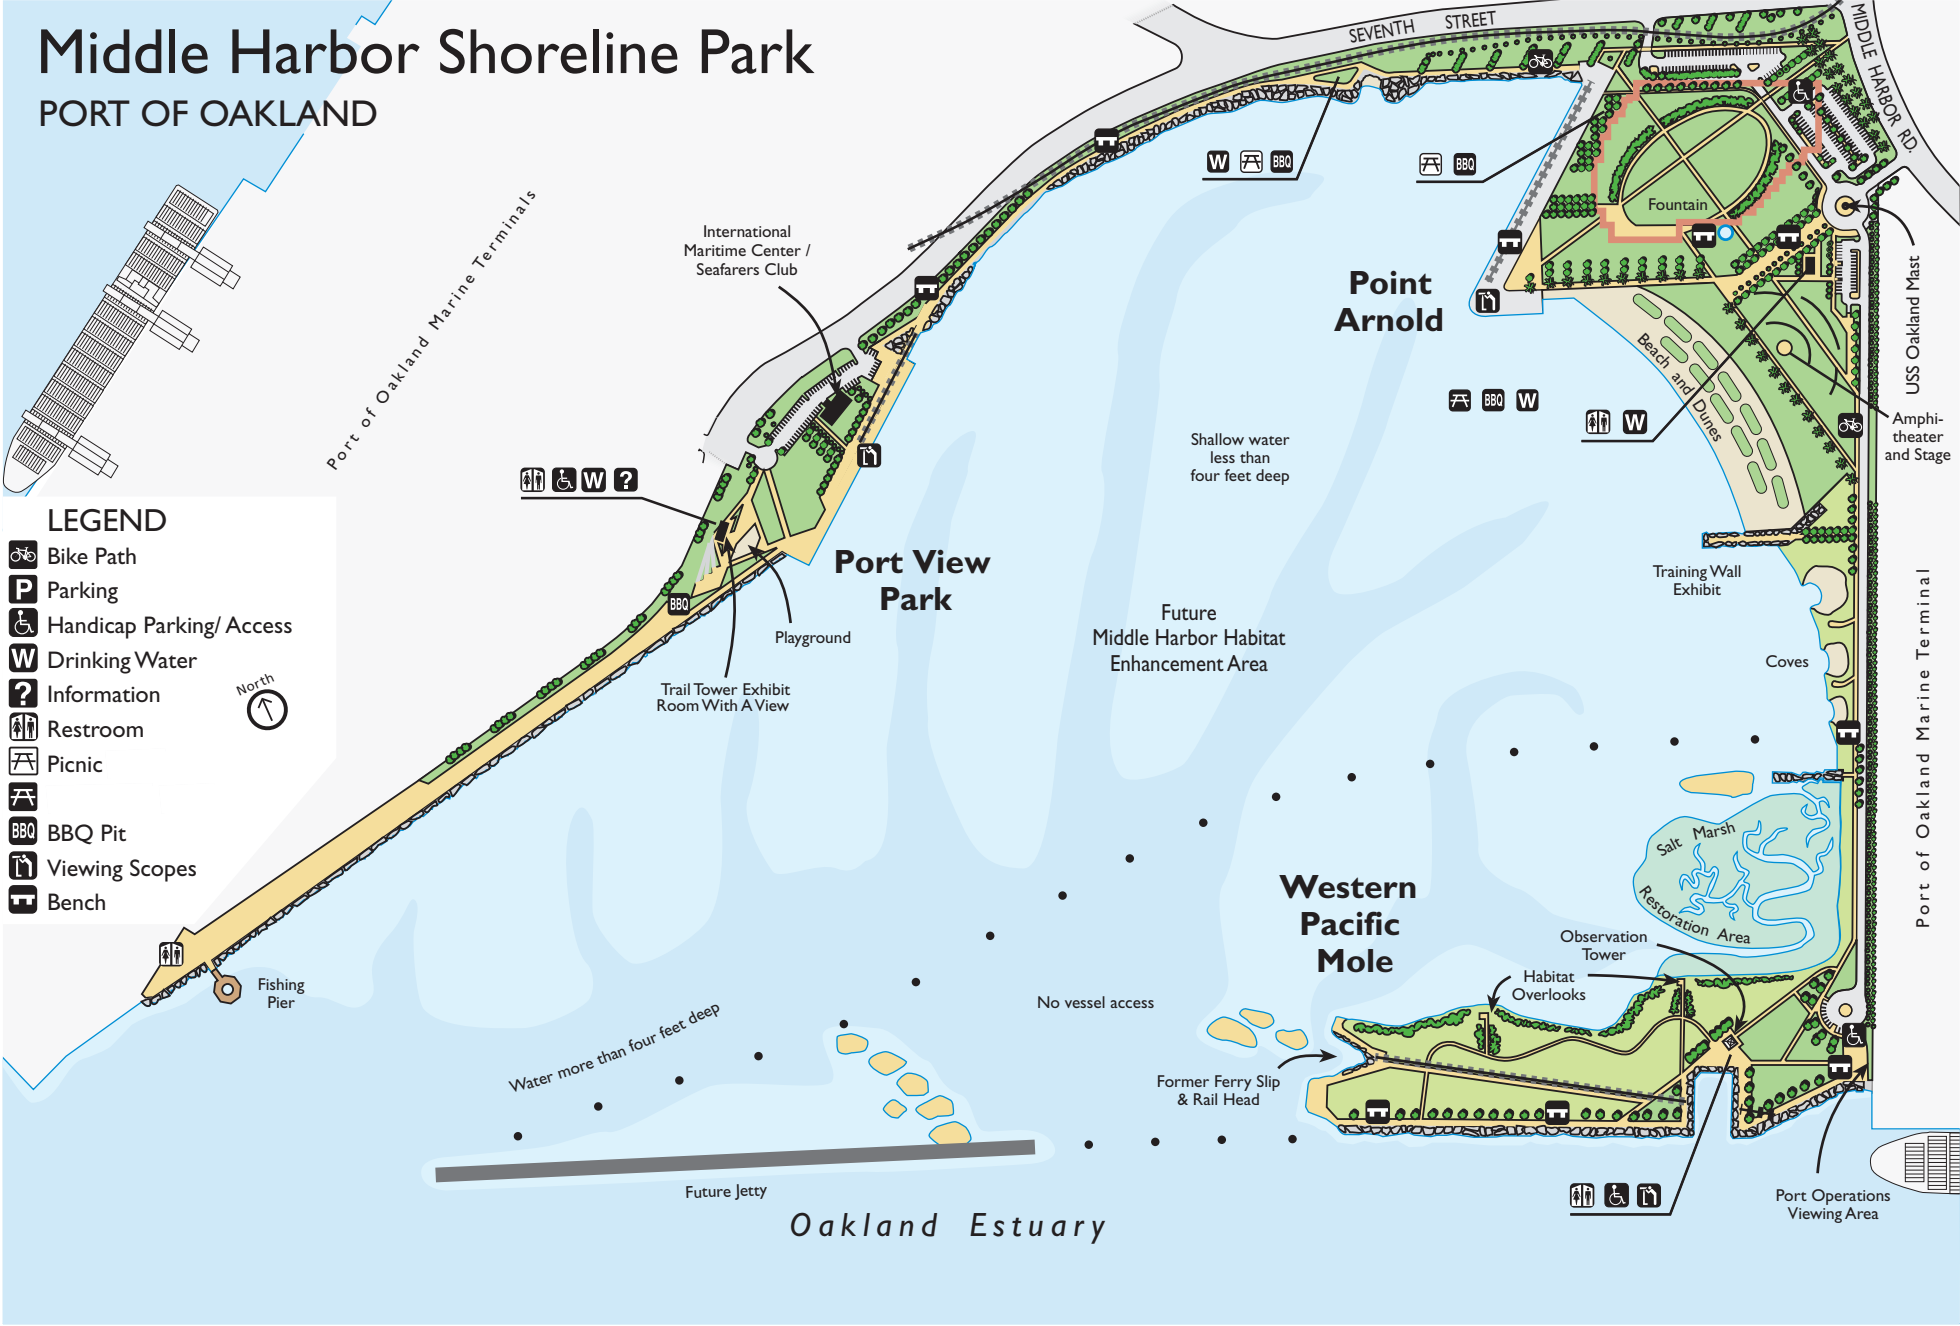 Middle Harbor Shoreline Park
PORT OF OAKLAND
SEVENTH STREET
MIDDLE HARBOR RD.
Port of Oakland Marine Terminals
International
Maritime Center /
Seafarers Club
W
BBQ
BBQ
Fountain
USS Oakland Mast
Point
Arnold
Beach and Dunes
BBQ
W
W
Amphi-
theater
and Stage
Shallow water
less than
four feet deep
W
?
LEGEND
Bike Path
P
Parking
Handicap Parking/ Access
W
Drinking Water
?
Information
Restroom
Picnic
BBQ
BBQ Pit
Viewing Scopes
Bench
North
BBQ
Port View
Park
Playground
Trail Tower Exhibit
Room With A View
Training Wall
Exhibit
Future
Middle Harbor Habitat
Enhancement Area
Coves
Port of Oakland Marine Terminal
Salt Marsh
Restoration Area
Western
Pacific
Mole
Observation
Tower
Habitat
Overlooks
Fishing
Pier
No vessel access
Water more than four feet deep
Former Ferry Slip
& Rail Head
Future Jetty
Port Operations
Viewing Area
Oakland Estuary